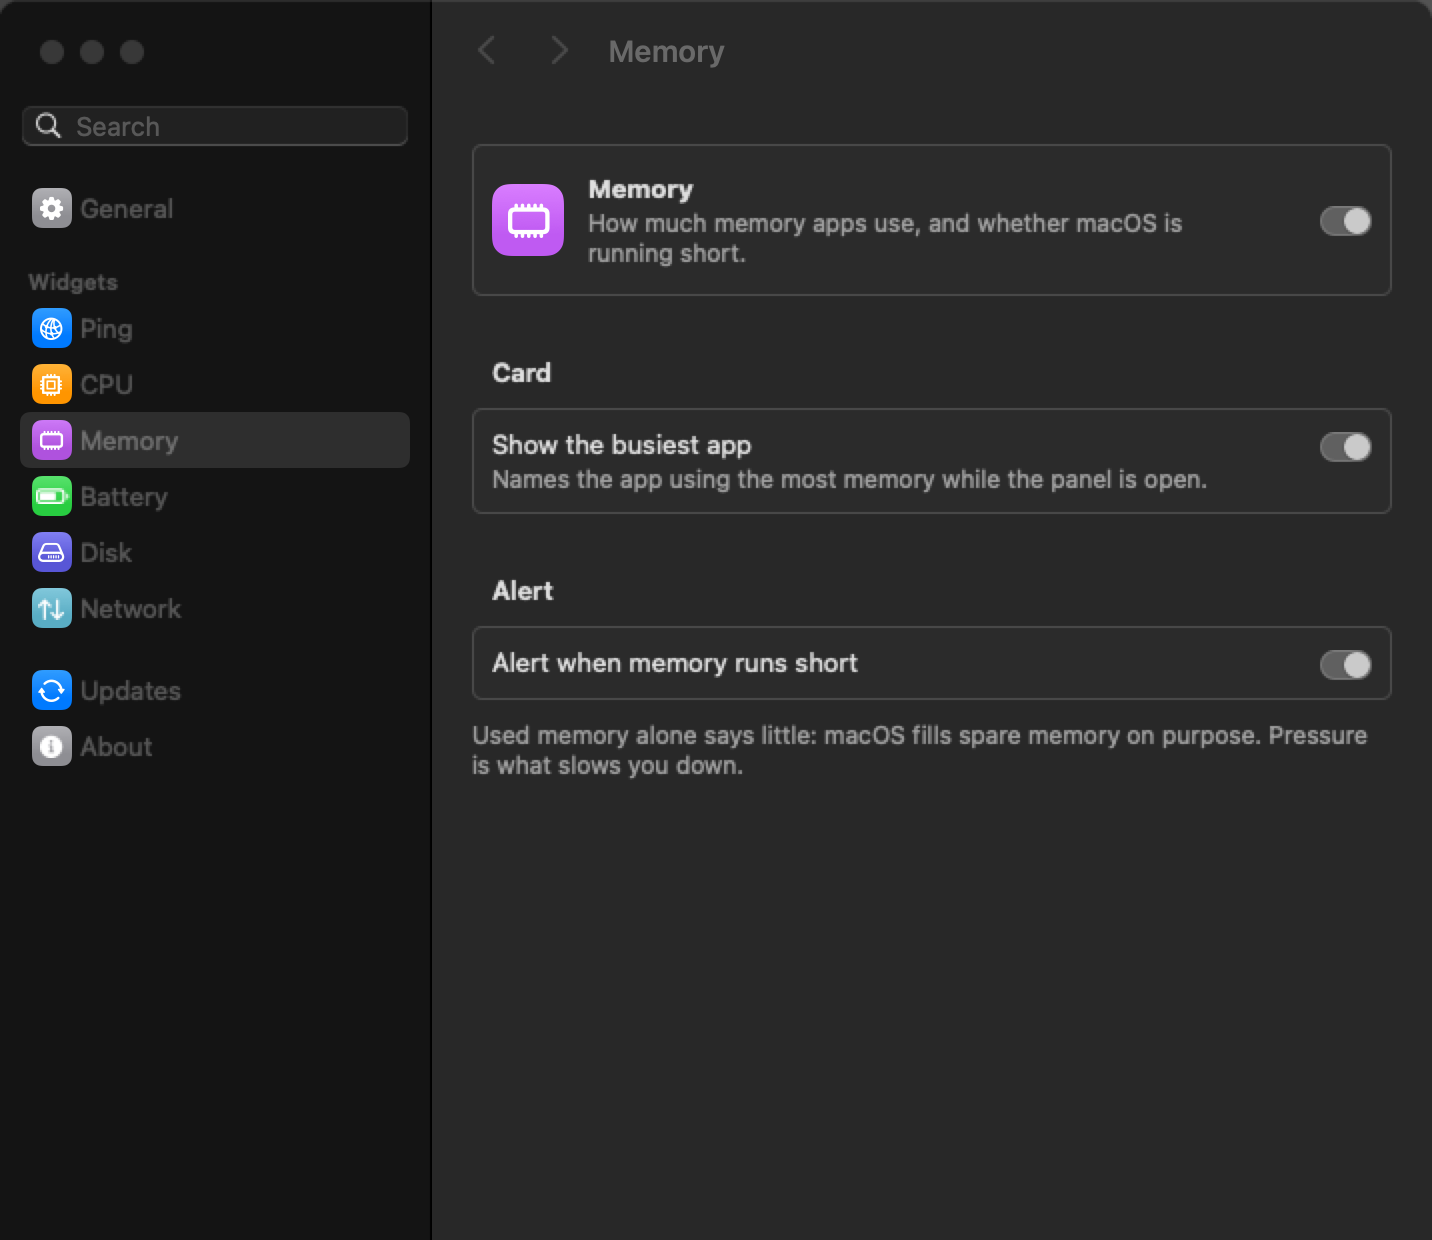 Memory
Search
General
Widgets
Ping
CPU
Memory
Battery
Disk
Network
Updates
About
Memory
How much memory apps use, and whether macOS is
running short.
Card
Show the busiest app
Names the app using the most memory while the panel is open.
Alert
Alert when memory runs short
Used memory alone says little: macOS fills spare memory on purpose. Pressure
is what slows you down.